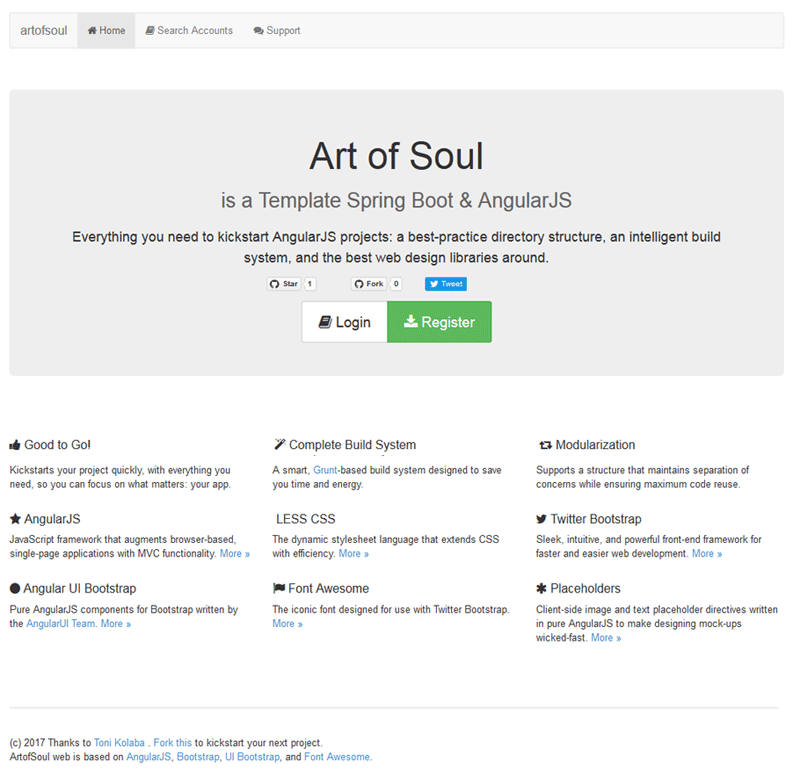 artofsoul Home Search Accounts Support
Art of Soul
is a Template Spring Boot & AngularJS
Everything you need to kickstart AngularJS projects: a best-practice directory structure, an intelligent build
system, and the best web design libraries around.
Star 1 Fork 0 Tweet
Login Register
Good to Go!
Kickstarts your project quickly, with everything you
need, so you can focus on what matters: your app.
Complete Build System
A smart, Grunt-based build system designed to save
you time and energy.
Modularization
Supports a structure that maintains separation of
concerns while ensuring maximum code reuse.
AngularJS
JavaScript framework that augments browser-based,
single-page applications with MVC functionality. More »
LESS CSS
The dynamic stylesheet language that extends CSS
with efficiency. More »
Twitter Bootstrap
Sleek, intuitive, and powerful front-end framework for
faster and easier web development. More »
Angular UI Bootstrap
Pure AngularJS components for Bootstrap written by
the AngularUI Team. More »
Font Awesome
The iconic font designed for use with Twitter Bootstrap.
More »
Placeholders
Client-side image and text placeholder directives written
in pure AngularJS to make designing mock-ups
wicked-fast. More »
(c) 2017 Thanks to Toni Kolaba . Fork this to kickstart your next project.
ArtofSoul web is based on AngularJS, Bootstrap, UI Bootstrap, and Font Awesome.